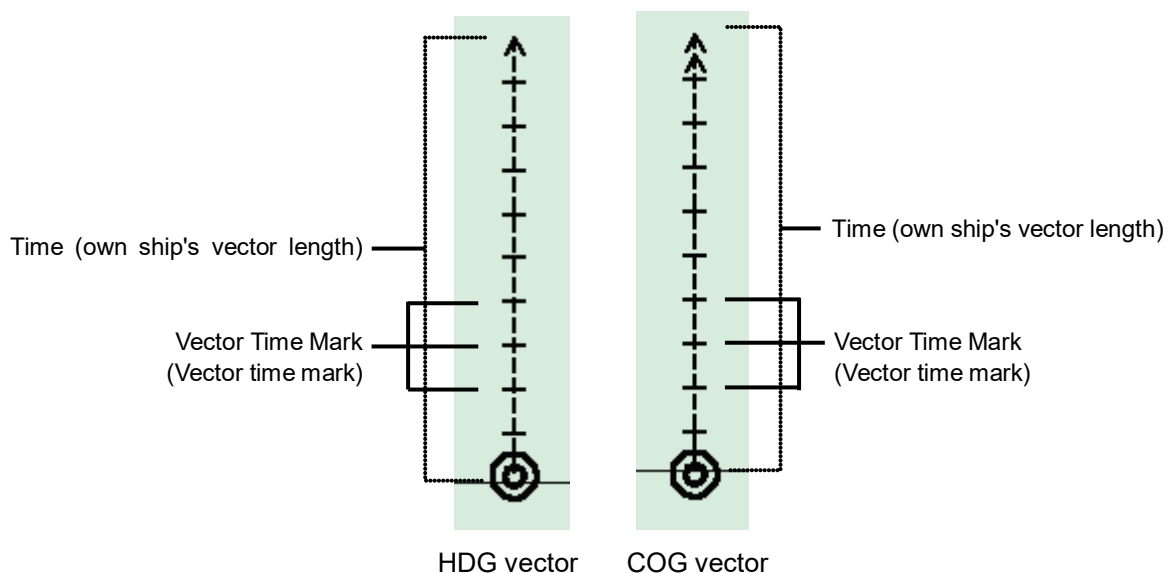 Time (own ship's vector length)
Time (own ship's vector length)
Vector Time Mark
(Vector time mark)
Vector Time Mark
(Vector time mark)
HDG vector
COG vector